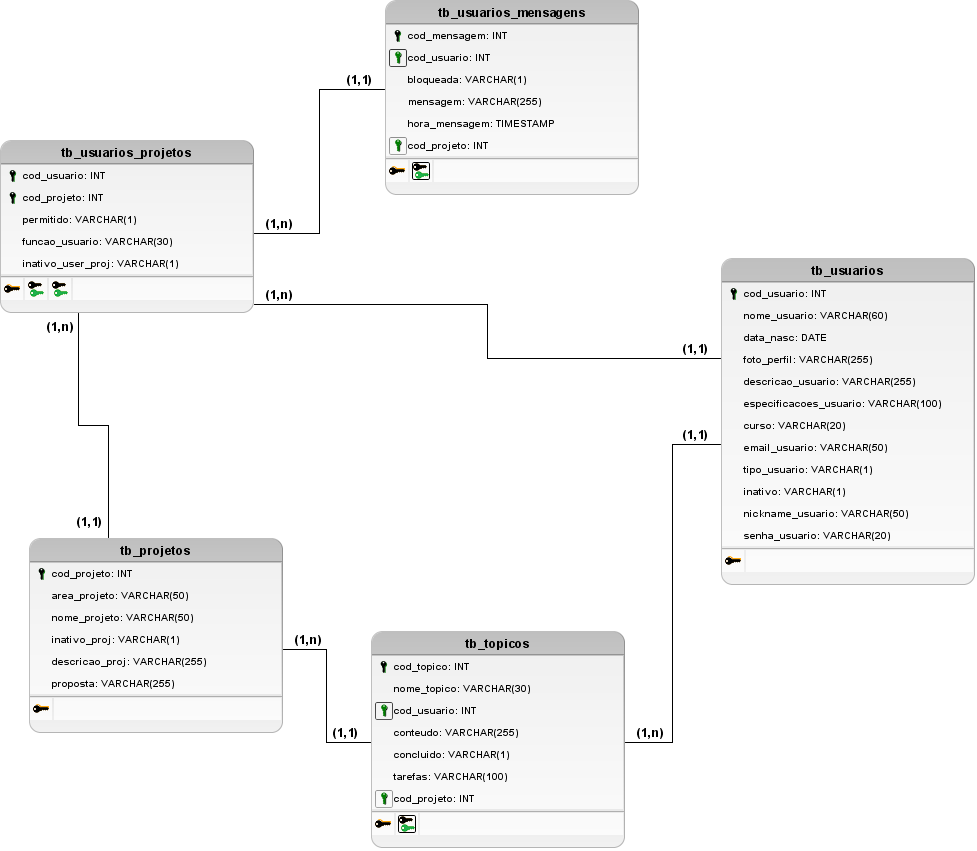 tb_usuarios_mensagens
cod_mensagem: INT
cod_usuario: INT
bloqueada: VARCHAR(1)
mensagem: VARCHAR(255)
hora_mensagem: TIMESTAMP
cod_projeto: INT
(1,1)
tb_usuarios_projetos
cod_usuario: INT
cod_projeto: INT
permitido: VARCHAR(1)
funcao_usuario: VARCHAR(30)
inativo_user_proj: VARCHAR(1)
(1,n)
(1,n)
(1,n)
tb_usuarios
cod_usuario: INT
nome_usuario: VARCHAR(60)
data_nasc: DATE
foto_perfil: VARCHAR(255)
descricao_usuario: VARCHAR(255)
especificacoes_usuario: VARCHAR(100)
curso: VARCHAR(20)
email_usuario: VARCHAR(50)
tipo_usuario: VARCHAR(1)
inativo: VARCHAR(1)
nickname_usuario: VARCHAR(50)
senha_usuario: VARCHAR(20)
(1,1)
(1,1)
(1,1)
tb_projetos
cod_projeto: INT
area_projeto: VARCHAR(50)
nome_projeto: VARCHAR(50)
inativo_proj: VARCHAR(1)
descricao_proj: VARCHAR(255)
proposta: VARCHAR(255)
(1,n)
(1,1)
tb_topicos
cod_topico: INT
nome_topico: VARCHAR(30)
cod_usuario: INT
conteudo: VARCHAR(255)
concluido: VARCHAR(1)
tarefas: VARCHAR(100)
cod_projeto: INT
(1,n)